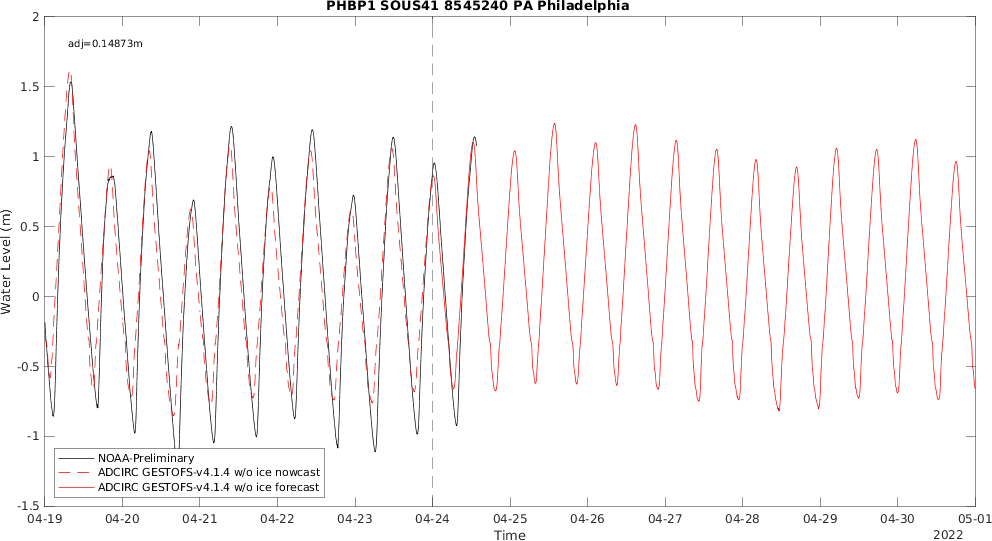 PHBP1 SOUS41 8545240 PA Philadelphia
adj=0.14873m
2
1.5
1
0.5
0
-0.5
-1
-1.5
Water Level (m)
NOAA-Preliminary
ADCIRC GESTOFS-v4.1.4 w/o ice nowcast
ADCIRC GESTOFS-v4.1.4 w/o ice forecast
04-19 04-20 04-21 04-22 04-23 04-24 04-25 04-26 04-27 04-28 04-29 04-30 05-01
Time
2022